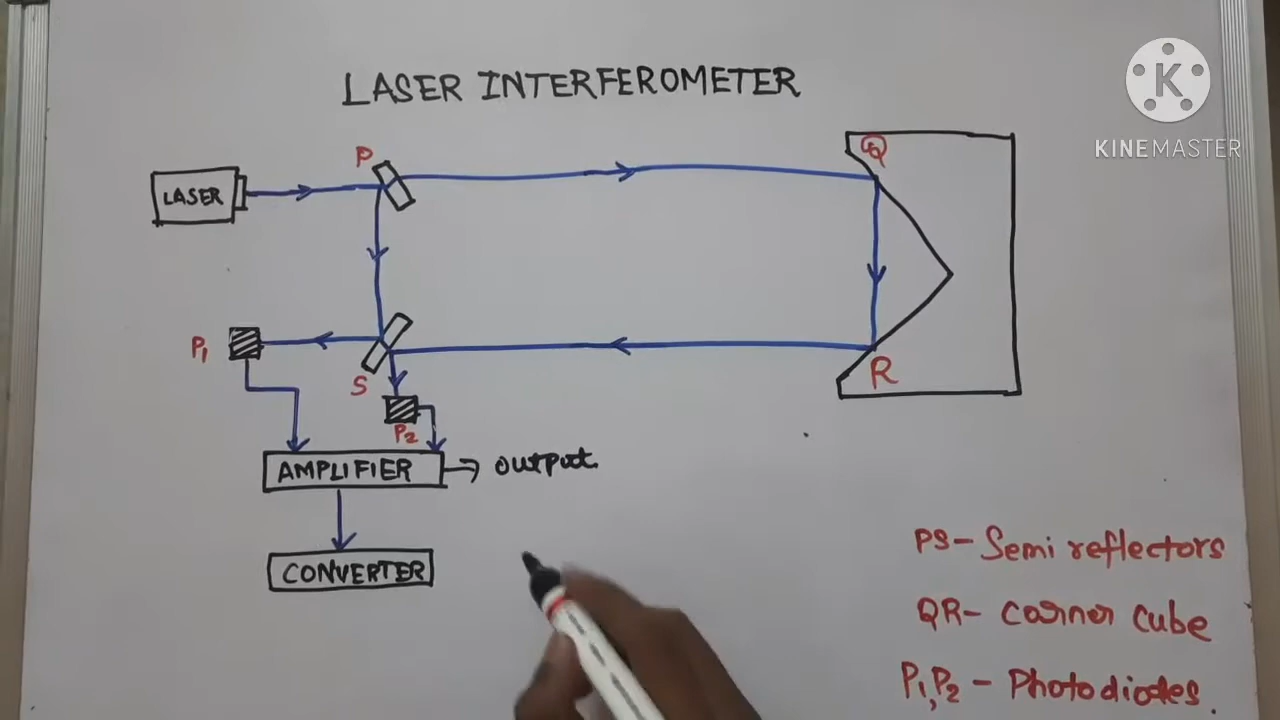 LASER INTERFEROMETER
K
KINEMASTER
P
Q
LASER
P1
S
R
P2
AMPLIFIER
output
CONVERTER
PS- Semi reflectors
QR- Corner cube
P1,P2 - Photodiodes.